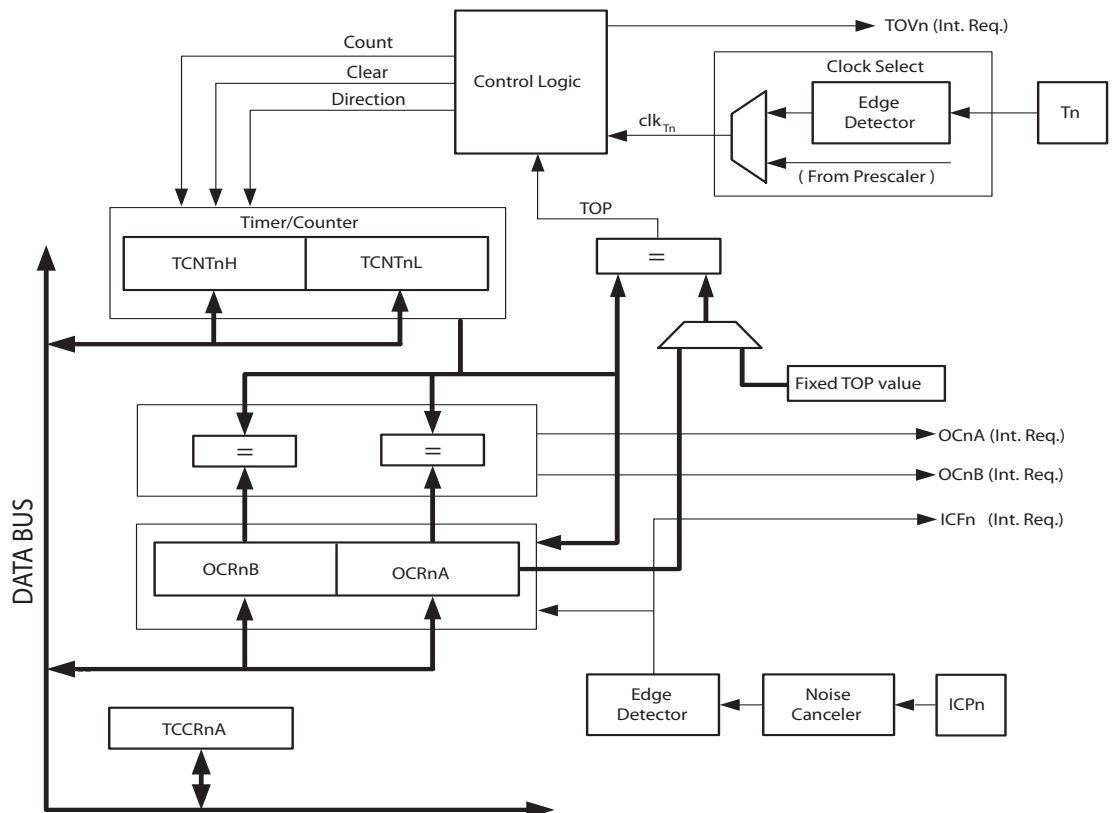 TOVn (Int. Req.)
Count
Clear
Direction
Control Logic
Clock Select
Edge
Detector
Tn
clkTn
( From Prescaler )
TOP
Timer/Counter
TCNTnH
TCNTnL
=
Fixed TOP value
=
=
OCnA (Int. Req.)
OCnB (Int. Req.)
ICFn (Int. Req.)
OCRnB
OCRnA
DATA BUS
Edge
Detector
Noise
Canceler
ICPn
TCCRnA